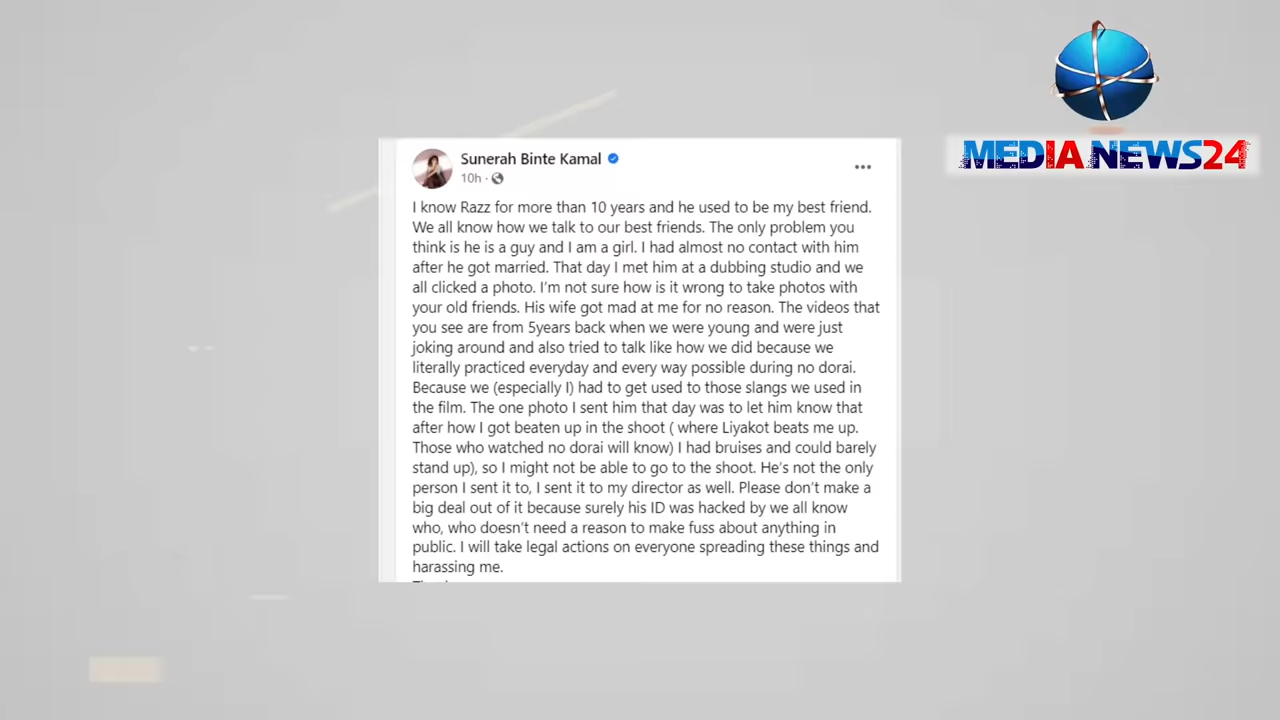 MEDIA NEWS24
Sunerah Binte Kamal
10h ·
I know Razz for more than 10 years and he used to be my best friend.
We all know how we talk to our best friends. The only problem you
think is he is a guy and I am a girl. I had almost no contact with him
after he got married. That day I met him at a dubbing studio and we
all clicked a photo. I'm not sure how is it wrong to take photos with
your old friends. His wife got mad at me for no reason. The videos that
you see are from 5years back when we were young and were just
joking around and also tried to talk like how we did because we
literally practiced everyday and every way possible during no dorai.
Because we (especially I) had to get used to those slangs we used in
the film. The one photo I sent him that day was to let him know that
after how I got beaten up in the shoot ( where Liyakot beats me up.
Those who watched no dorai will know) I had bruises and could barely
stand up), so I might not be able to go to the shoot. He's not the only
person I sent it to, I sent it to my director as well. Please don't make a
big deal out of it because surely his ID was hacked by we all know
who, who doesn't need a reason to make fuss about anything in
public. I will take legal actions on everyone spreading these things and
harassing me.